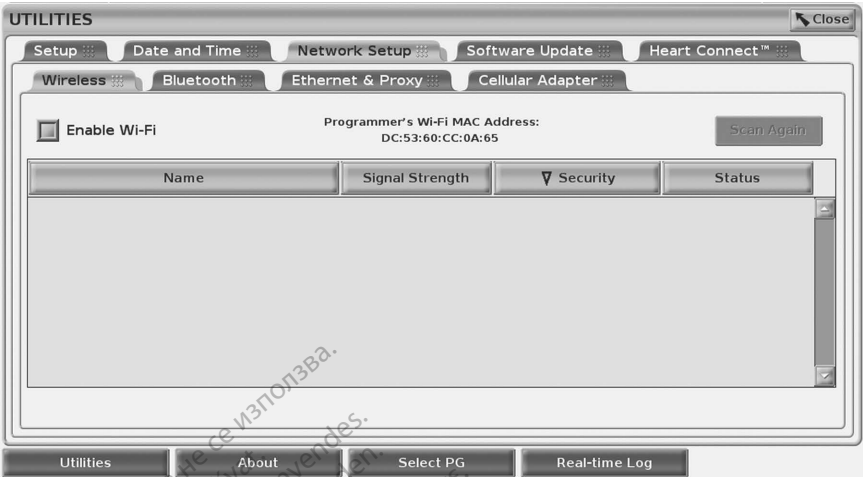 UTILITIES
Close
Setup Date and Time Network Setup Software Update Heart Connect™
Wireless Bluetooth Ethernet & Proxy Cellular Adapter
Enable Wi-Fi
Programmer's Wi-Fi MAC Address:
DC:53:60:CC:0A:65
Scan Again
Name Signal Strength ∇ Security Status
не се използва.
Utilities About Select PG Real-time Log